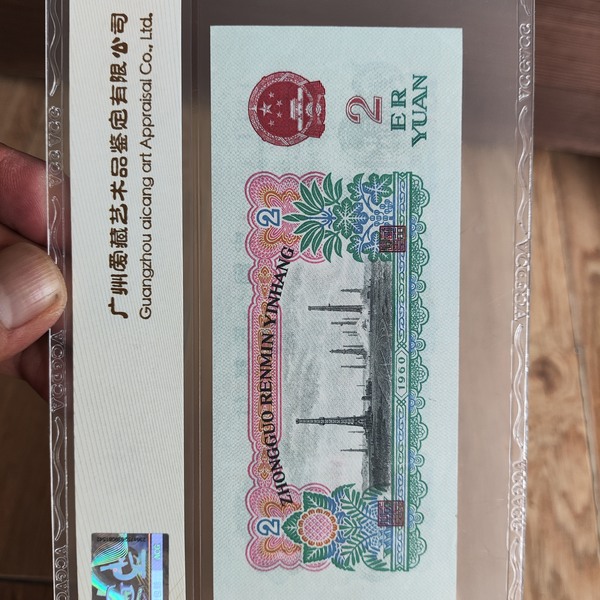 广州爱藏艺术品鉴定有限公司
Guangzhou aicang art Appraisal Co., Ltd.
2
ER
YUAN
2
ZHONGGUO RENMIN YINHANG
1960
2